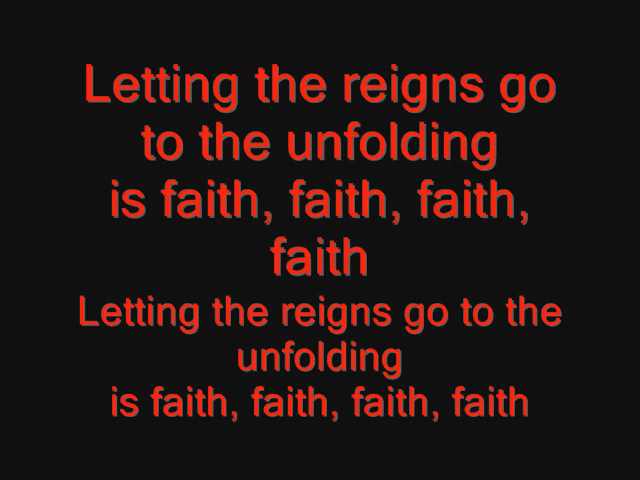 Letting the reigns go
to the unfolding
is faith, faith, faith,
faith
Letting the reigns go to the
unfolding
is faith, faith, faith, faith